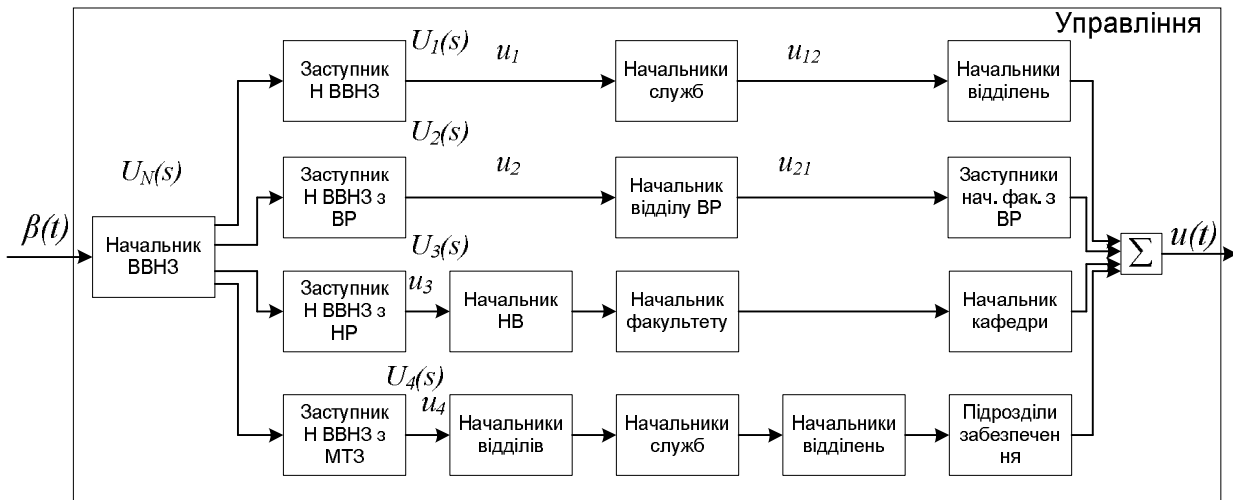 Управління
U₁(s)
u₁
u₁₂
Заступник
Н ВВНЗ
Начальники
служб
Начальники
відділень
U₂(s)
u₂
u₂₁
Заступник
Н ВВНЗ з
ВР
Начальник
відділу ВР
Заступники
нач. фак. з
ВР
U_N(s)
β(t)
Начальник
ВВНЗ
Σ
u(t)
U₃(s)
u₃
Заступник
Н ВВНЗ з
НР
Начальник
НВ
Начальник
факультету
Начальник
кафедри
U₄(s)
u₄
Заступник
Н ВВНЗ з
МТЗ
Начальники
відділів
Начальники
служб
Начальники
відділень
Підрозділи
забезпечен
ня